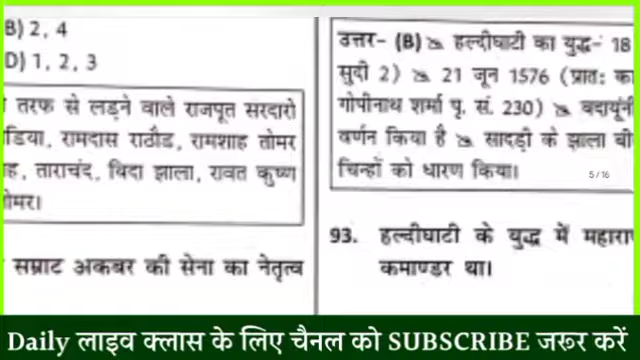 B) 2, 4
D) 1, 2, 3
तरफ से लड़ने वाले राजपूत सरदारो
डिया, रामदास राठौड, रामशाह तोमर
ह, ताराचंद, बिदा झाला, रावत कृष्ण
तोमर।
सम्राट अकबर की सेना का नेतृत्व
उत्तर- (B) ⇘ हल्दीघाटी का युद्ध- 18
सुदी 2) ⇘ 21 जून 1576 (प्रातः का
गोपीनाथ शर्मा पृ. सं. 230) ⇘ बदायूंनी
वर्णन किया है ⇘ सादड़ी के झाला बी
चिन्हों को धारण किया।
5/16
93. हल्दीघाटी के युद्ध में महारा
कमाण्डर था।
Daily लाइव क्लास के लिए चैनल को SUBSCRIBE जरूर करें